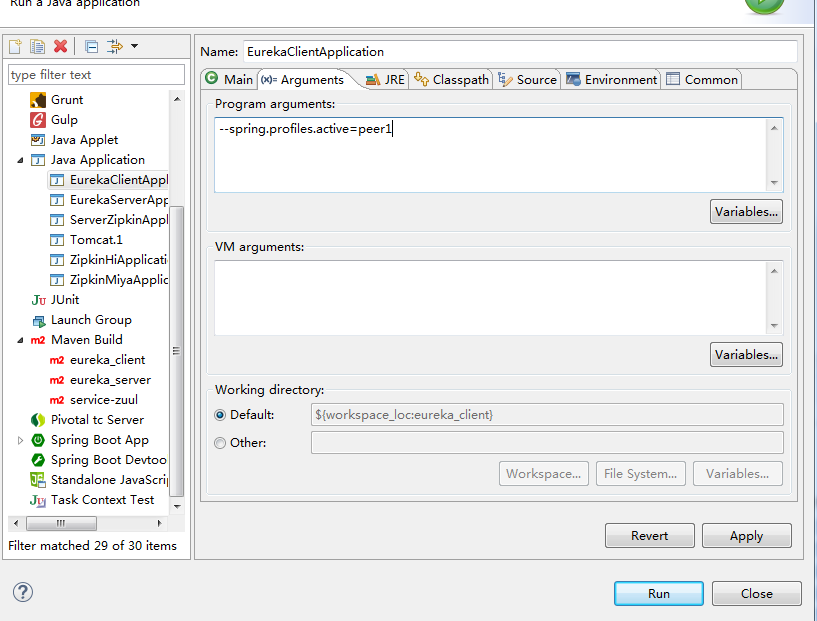 Run a Java application
type filter text
Grunt
Gulp
Java Applet
Java Application
EurekaClientAppl
EurekaServerApp
ServerZipkinAppl
Tomcat.1
ZipkinHiApplicati
ZipkinMiyaApplic
JUnit
Launch Group
Maven Build
eureka_client
eureka_server
service-zuul
Pivotal tc Server
Spring Boot App
Spring Boot Devtoo
Standalone JavaScrip
Task Context Test
Filter matched 29 of 30 items
Name: EurekaClientApplication
Main (x)= Arguments JRE Classpath Source Environment Common
Program arguments:
--spring.profiles.active=peer1
Variables...
VM arguments:
Variables...
Working directory:
Default: ${workspace_loc:eureka_client}
Other:
Workspace... File System... Variables...
Revert Apply
Run Close